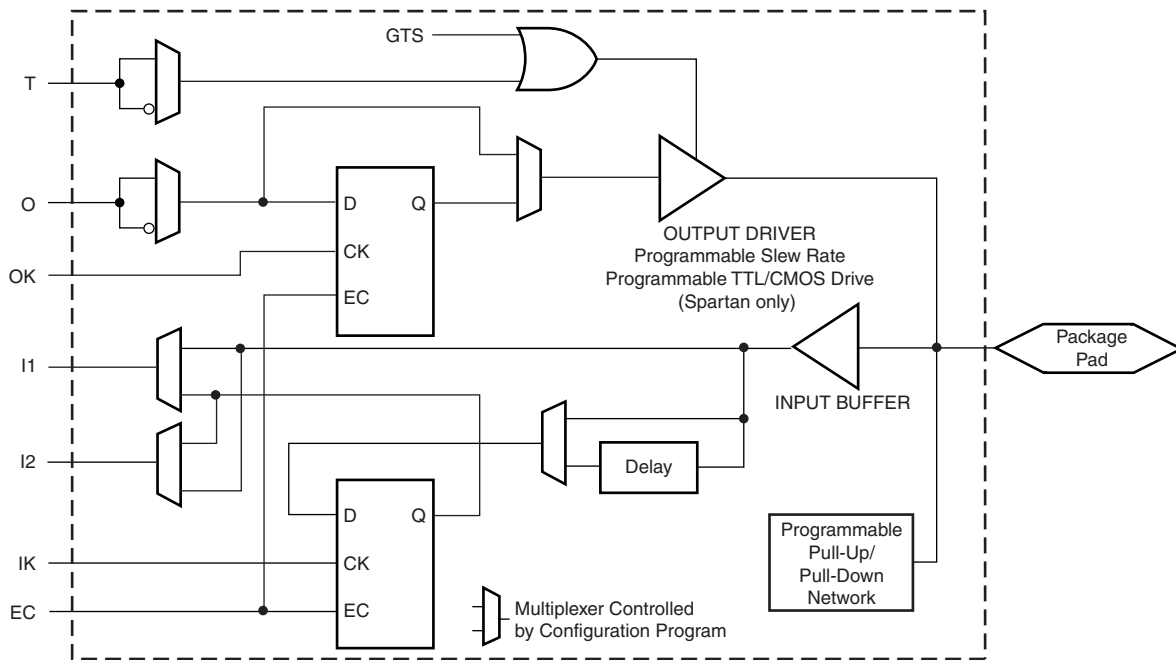 GTS
T
O
D
Q
CK
EC
OK
OUTPUT DRIVER
Programmable Slew Rate
Programmable TTL/CMOS Drive
(Spartan only)
I1
Package
Pad
INPUT BUFFER
I2
Delay
D
Q
CK
EC
Programmable
Pull-Up/
Pull-Down
Network
IK
EC
Multiplexer Controlled
by Configuration Program